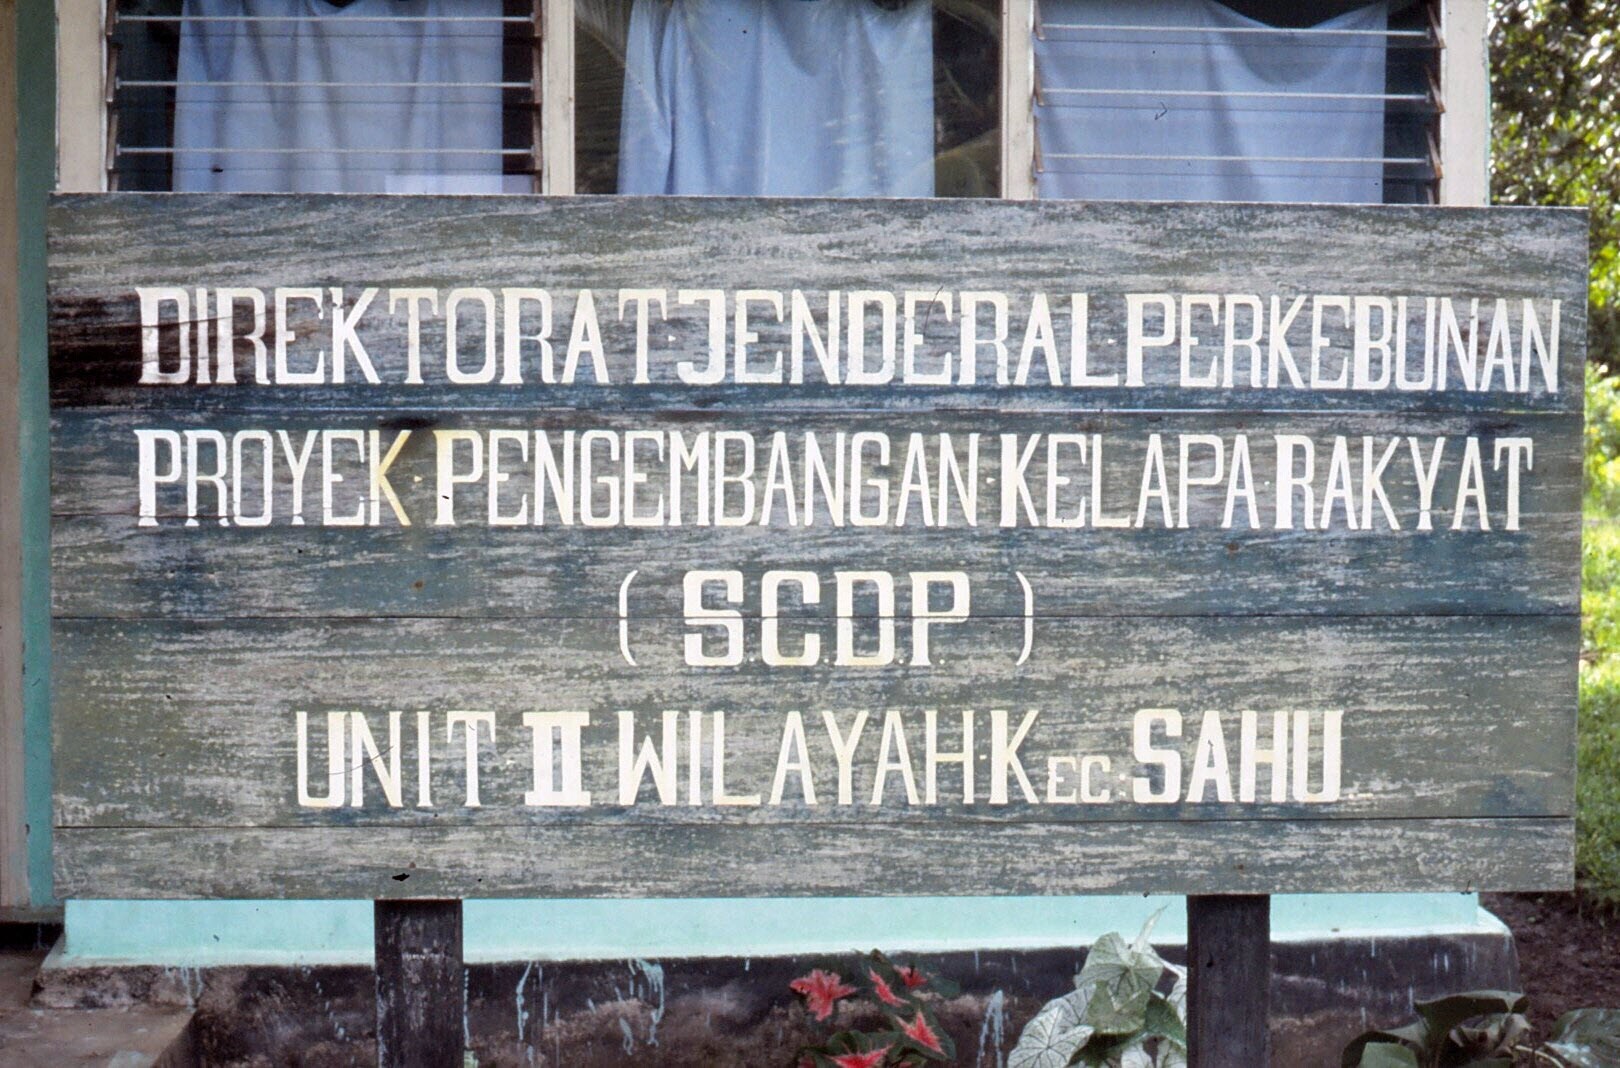 DIREKTORAT·JENDERAL·PERKEBUNAN
PROYEK·PENGEMBANGAN·KELAPA·RAKYAT
( S.C.D.P. )
UNIT II WILAYAH·KEC: SAHU